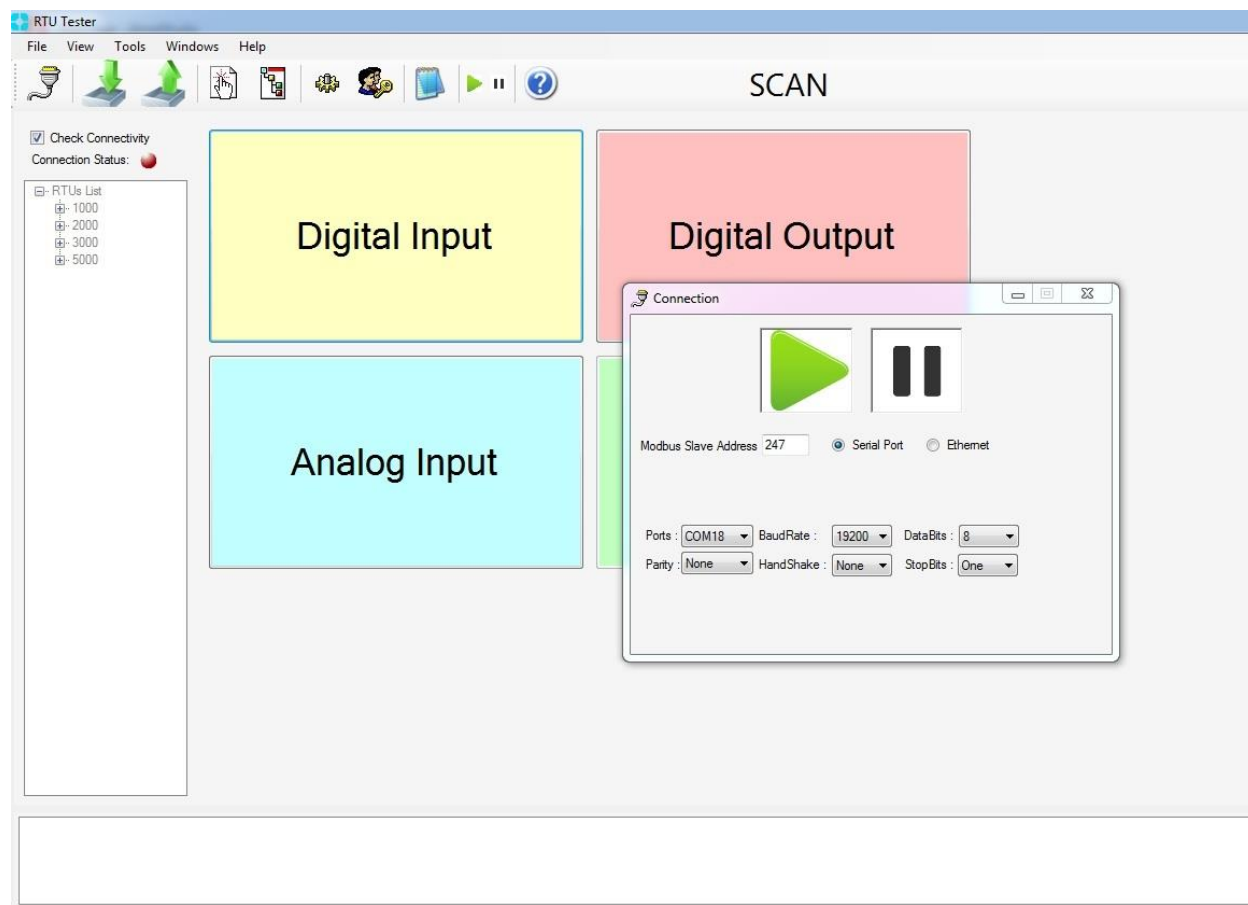 RTU Tester
File View Tools Windows Help
SCAN
Check Connectivity
Connection Status:
RTUs List
1000
2000
3000
5000
Digital Input
Digital Output
Analog Input
Connection
Modbus Slave Address 247 Serial Port Ethernet
Ports : COM18 BaudRate : 19200 DataBits : 8
Parity : None HandShake : None StopBits : One